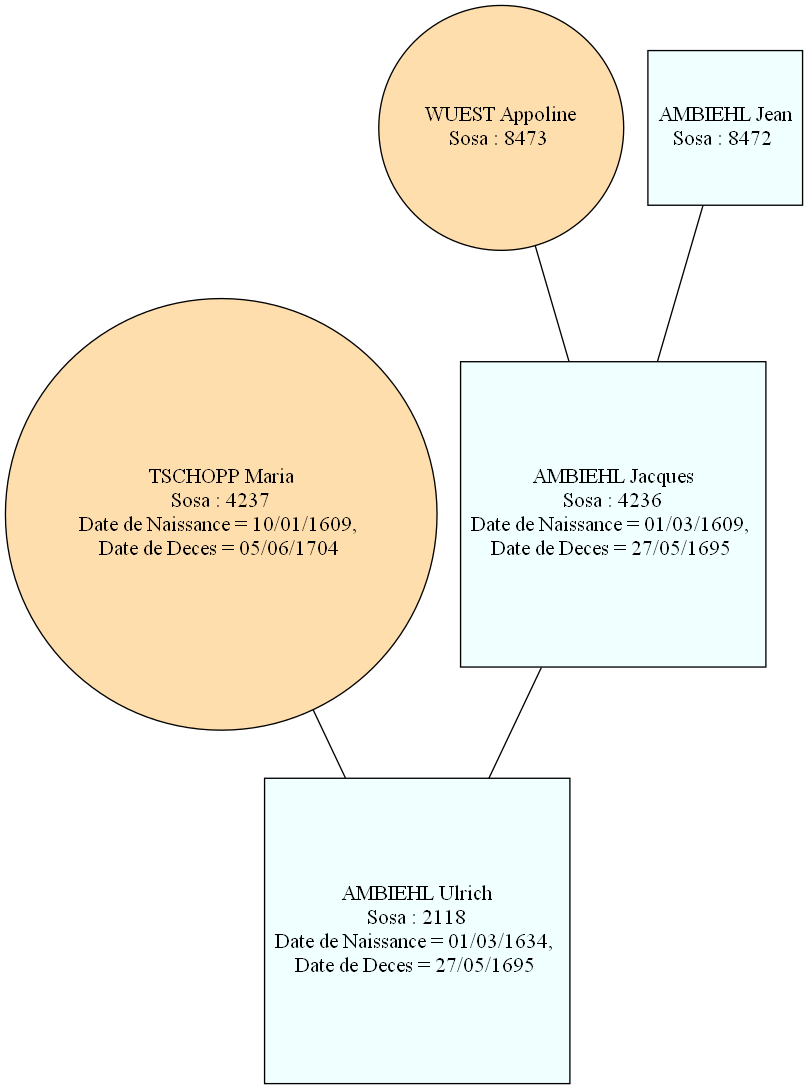 WUEST Appoline
Sosa : 8473
AMBIEHL Jean
Sosa : 8472
TSCHOPP Maria
Sosa : 4237
Date de Naissance = 10/01/1609,
Date de Deces = 05/06/1704
AMBIEHL Jacques
Sosa : 4236
Date de Naissance = 01/03/1609,
Date de Deces = 27/05/1695
AMBIEHL Ulrich
Sosa : 2118
Date de Naissance = 01/03/1634,
Date de Deces = 27/05/1695